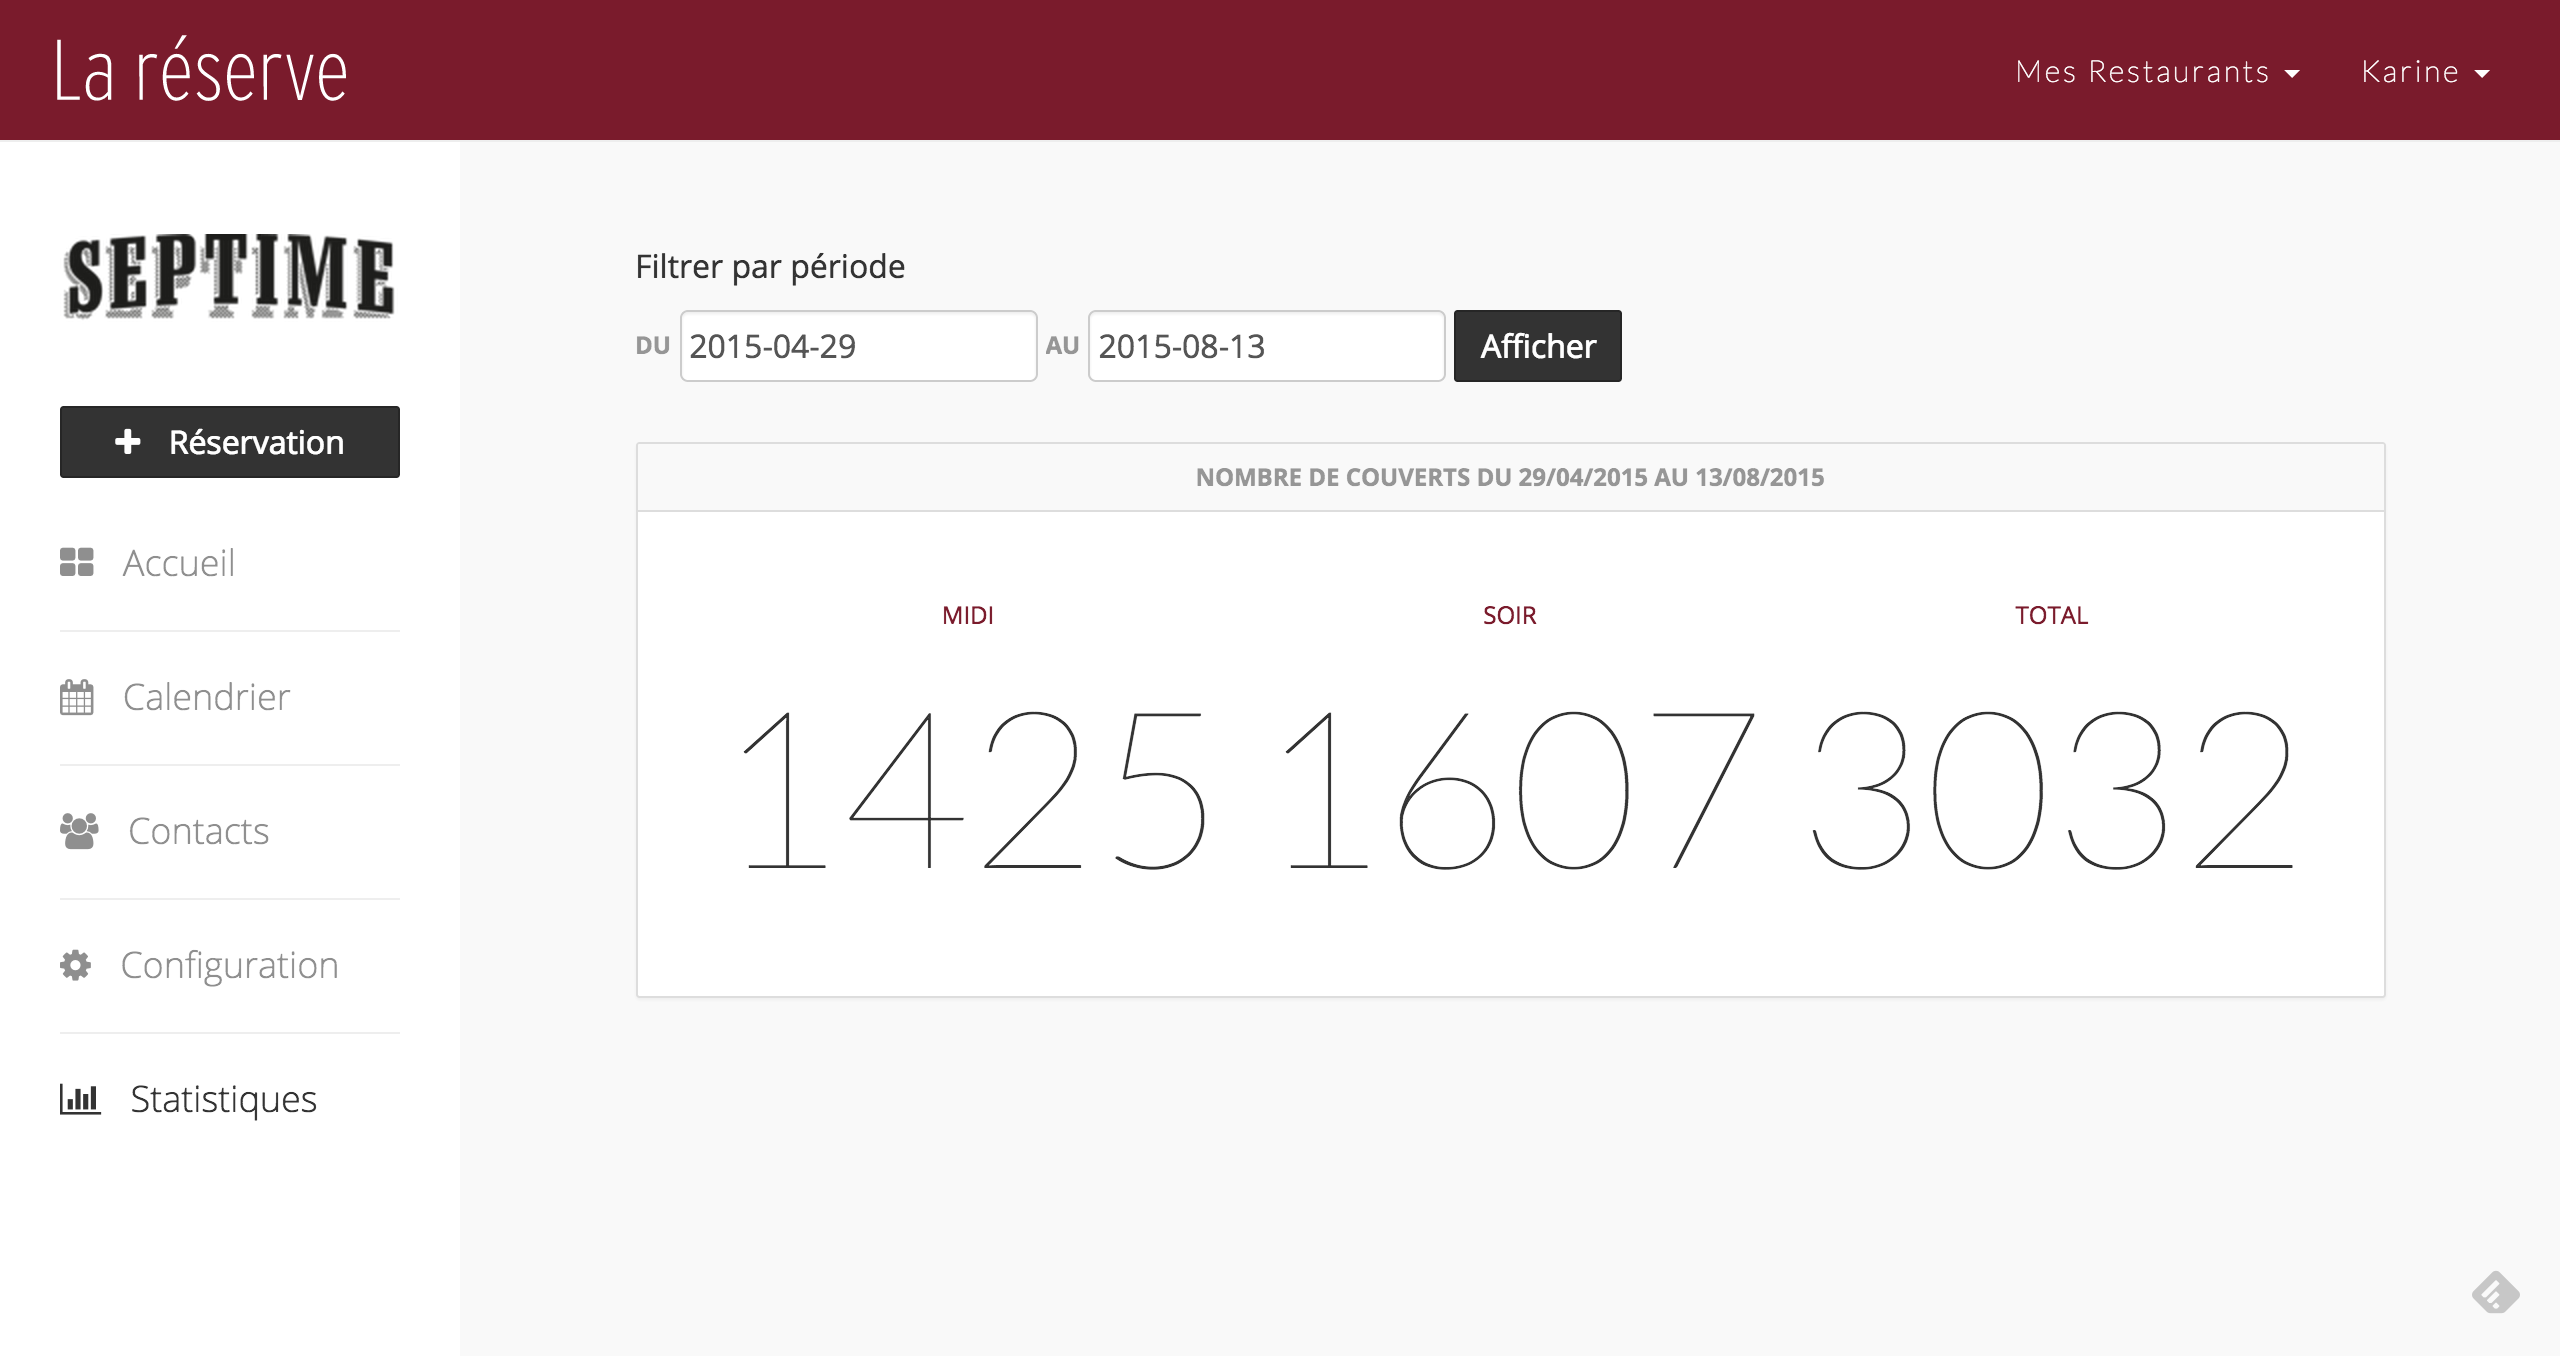 La réserve
Mes Restaurants
Karine
SEPTIME
Réservation
Accueil
Calendrier
Contacts
Configuration
Statistiques
Filtrer par période
DU 2015-04-29 AU 2015-08-13 Afficher
NOMBRE DE COUVERTS DU 29/04/2015 AU 13/08/2015
MIDI SOIR TOTAL
1425 1607 3032